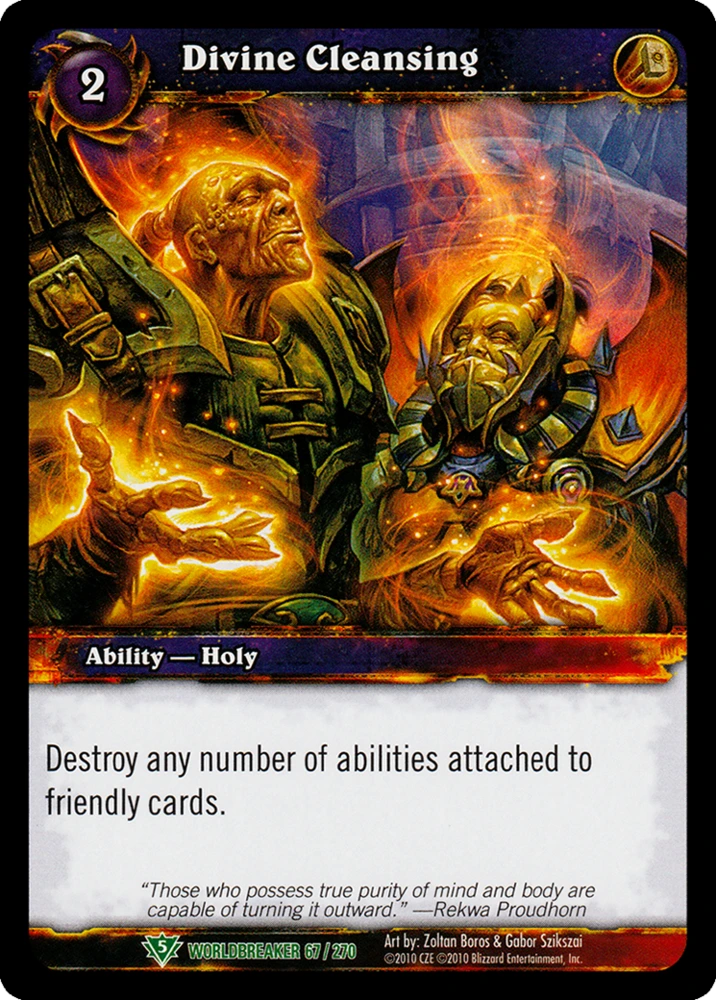 2
Divine Cleansing
Ability — Holy
Destroy any number of abilities attached to
friendly cards.
“Those who possess true purity of mind and body are
capable of turning it outward.” —Rekwa Proudhorn
5 WORLDBREAKER 67 / 270
Art by: Zoltan Boros & Gabor Szikszai
©2010 CZE ©2010 Blizzard Entertainment, Inc.